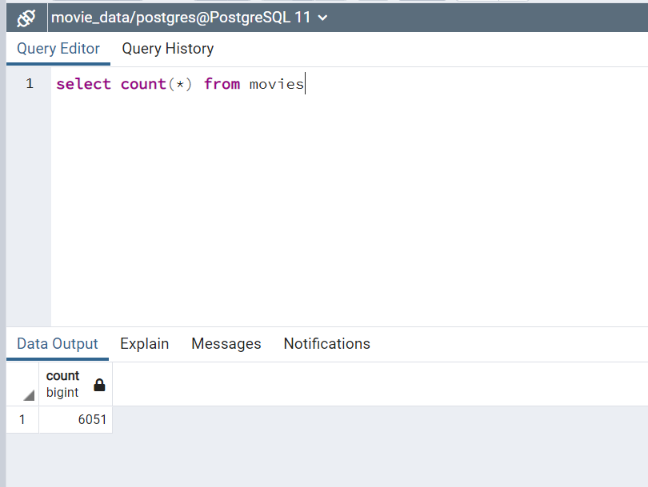 movie_data/postgres@PostgreSQL 11
Query Editor Query History
1 select count(*) from movies
Data Output Explain Messages Notifications
count
bigint
1 6051